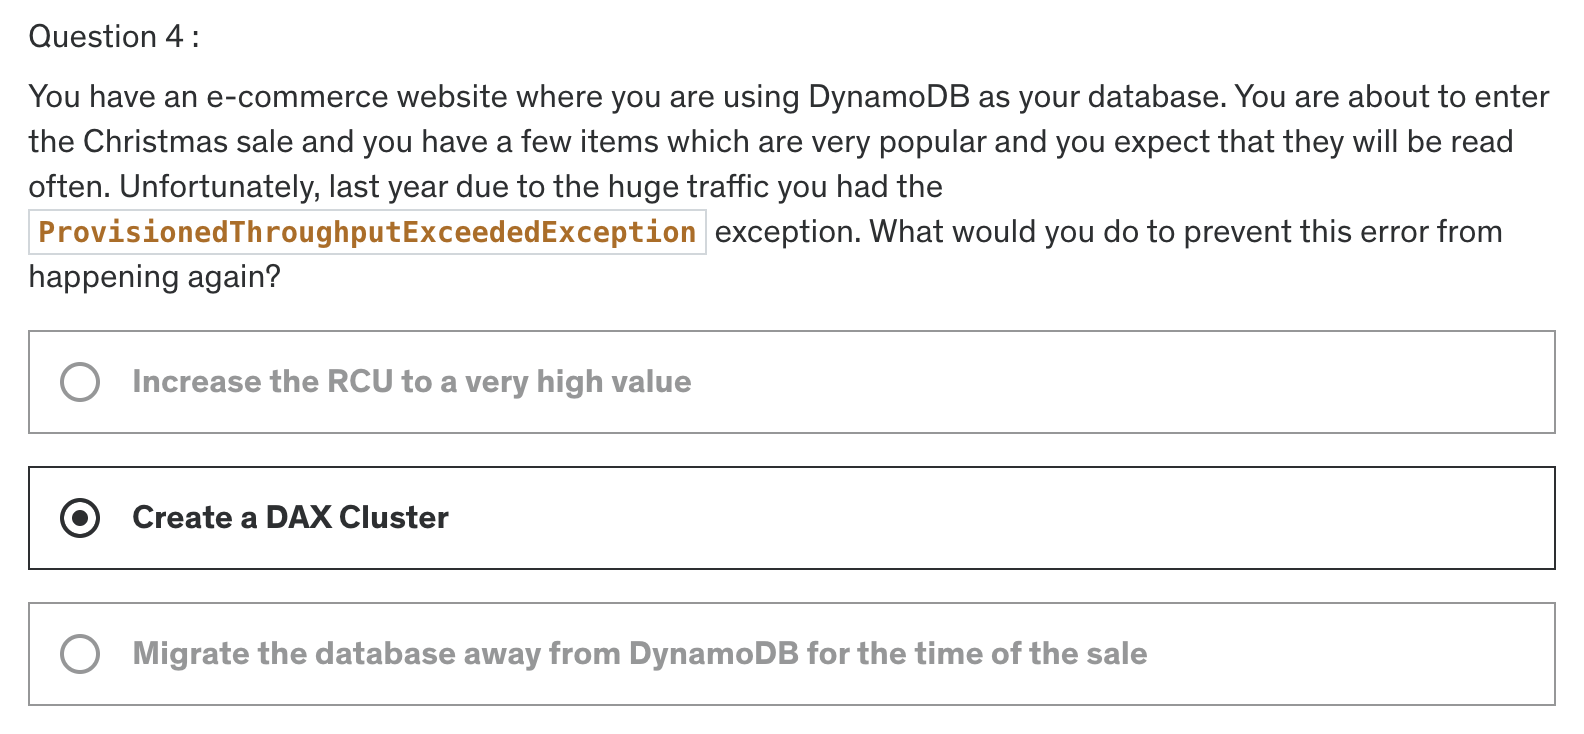 Question 4 :
You have an e-commerce website where you are using DynamoDB as your database. You are about to enter
the Christmas sale and you have a few items which are very popular and you expect that they will be read
often. Unfortunately, last year due to the huge traffic you had the
ProvisionedThroughputExceededException exception. What would you do to prevent this error from
happening again?
Increase the RCU to a very high value
Create a DAX Cluster
Migrate the database away from DynamoDB for the time of the sale